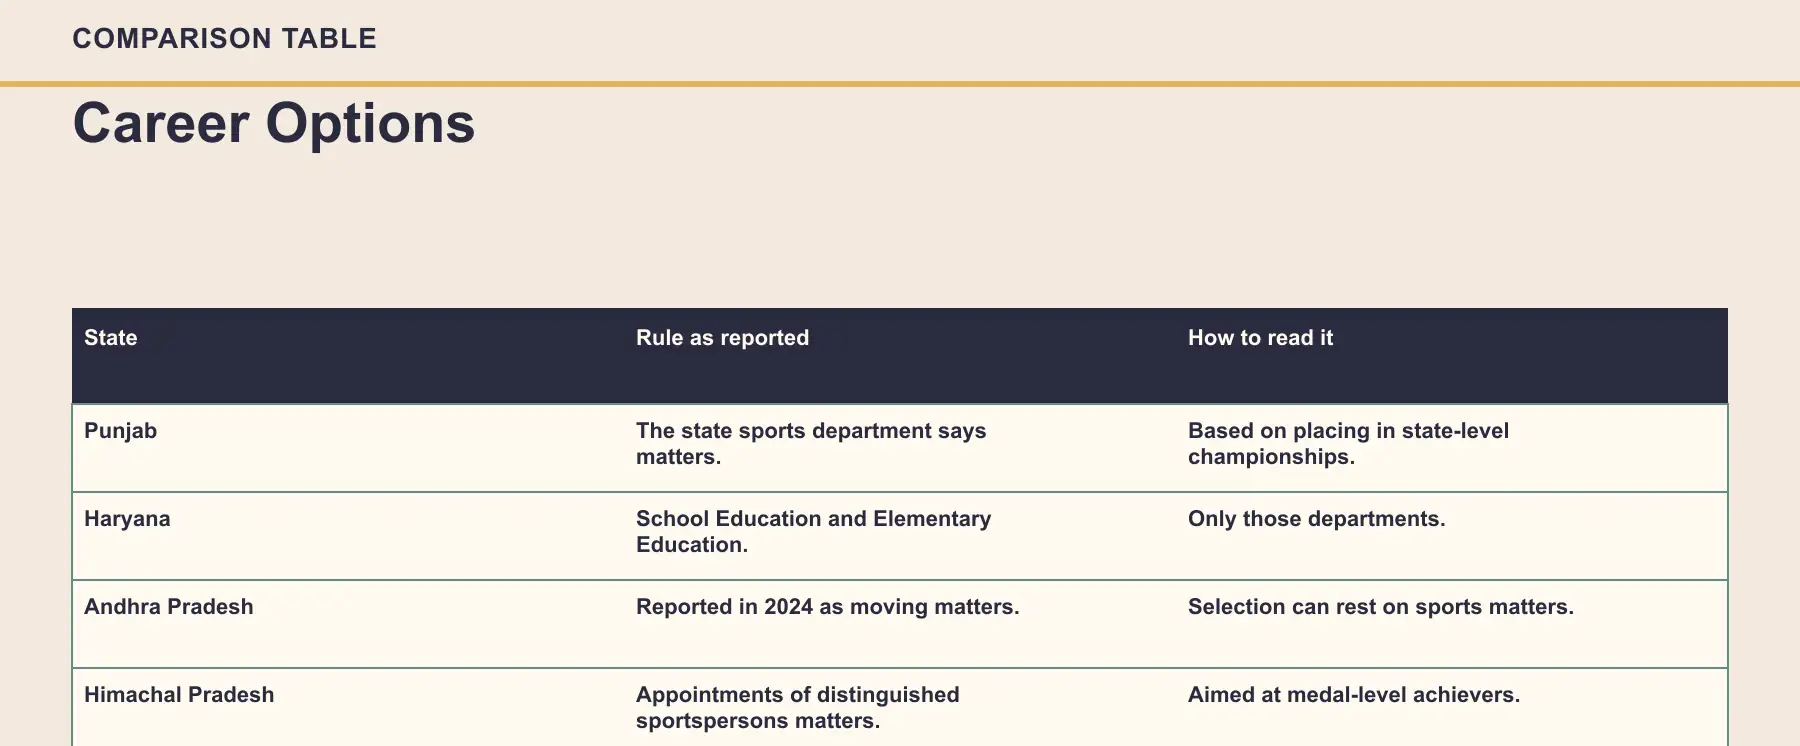 COMPARISON TABLE
Career Options
State
Rule as reported
How to read it
Punjab
The state sports department says
matters.
Based on placing in state-level
championships.
Haryana
School Education and Elementary
Education.
Only those departments.
Andhra Pradesh
Reported in 2024 as moving matters.
Selection can rest on sports matters.
Himachal Pradesh
Appointments of distinguished
sportspersons matters.
Aimed at medal-level achievers.